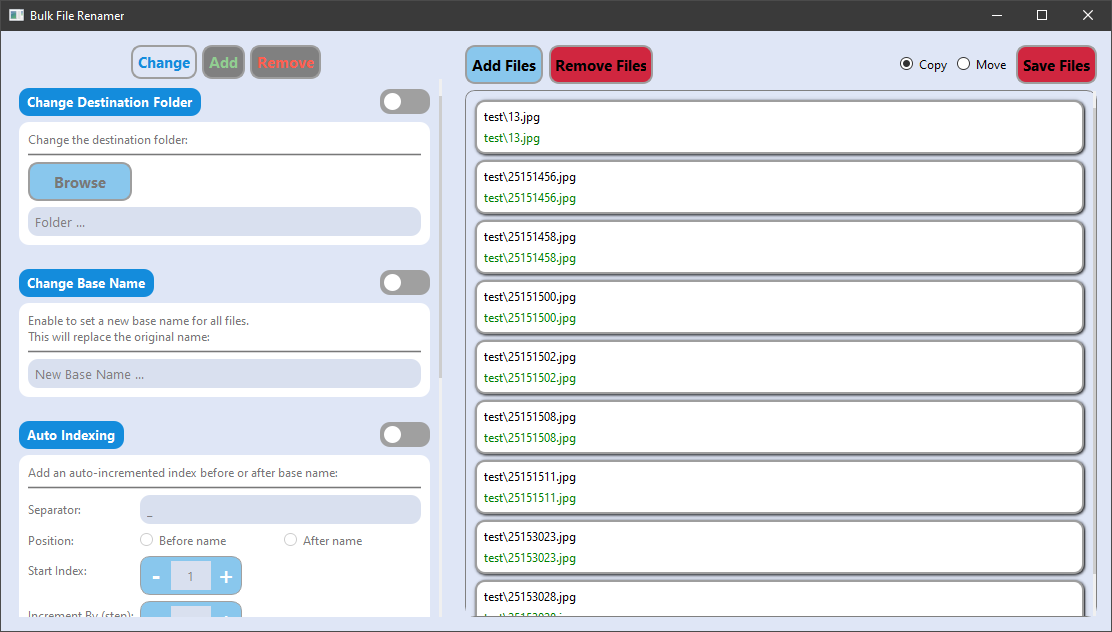 Bulk File Renamer
Change Add Remove
Change Destination Folder
Change the destination folder:
Browse
Folder ...
Change Base Name
Enable to set a new base name for all files.
This will replace the original name:
New Base Name ...
Auto Indexing
Add an auto-incremented index before or after base name:
Separator: _
Position: Before name After name
Start Index: - 1 +
Increment By (step):
Add Files Remove Files Copy Move Save Files
test\13.jpg
test\13.jpg
test\25151456.jpg
test\25151456.jpg
test\25151458.jpg
test\25151458.jpg
test\25151500.jpg
test\25151500.jpg
test\25151502.jpg
test\25151502.jpg
test\25151508.jpg
test\25151508.jpg
test\25151511.jpg
test\25151511.jpg
test\25153023.jpg
test\25153023.jpg
test\25153028.jpg
test\25153028.jpg